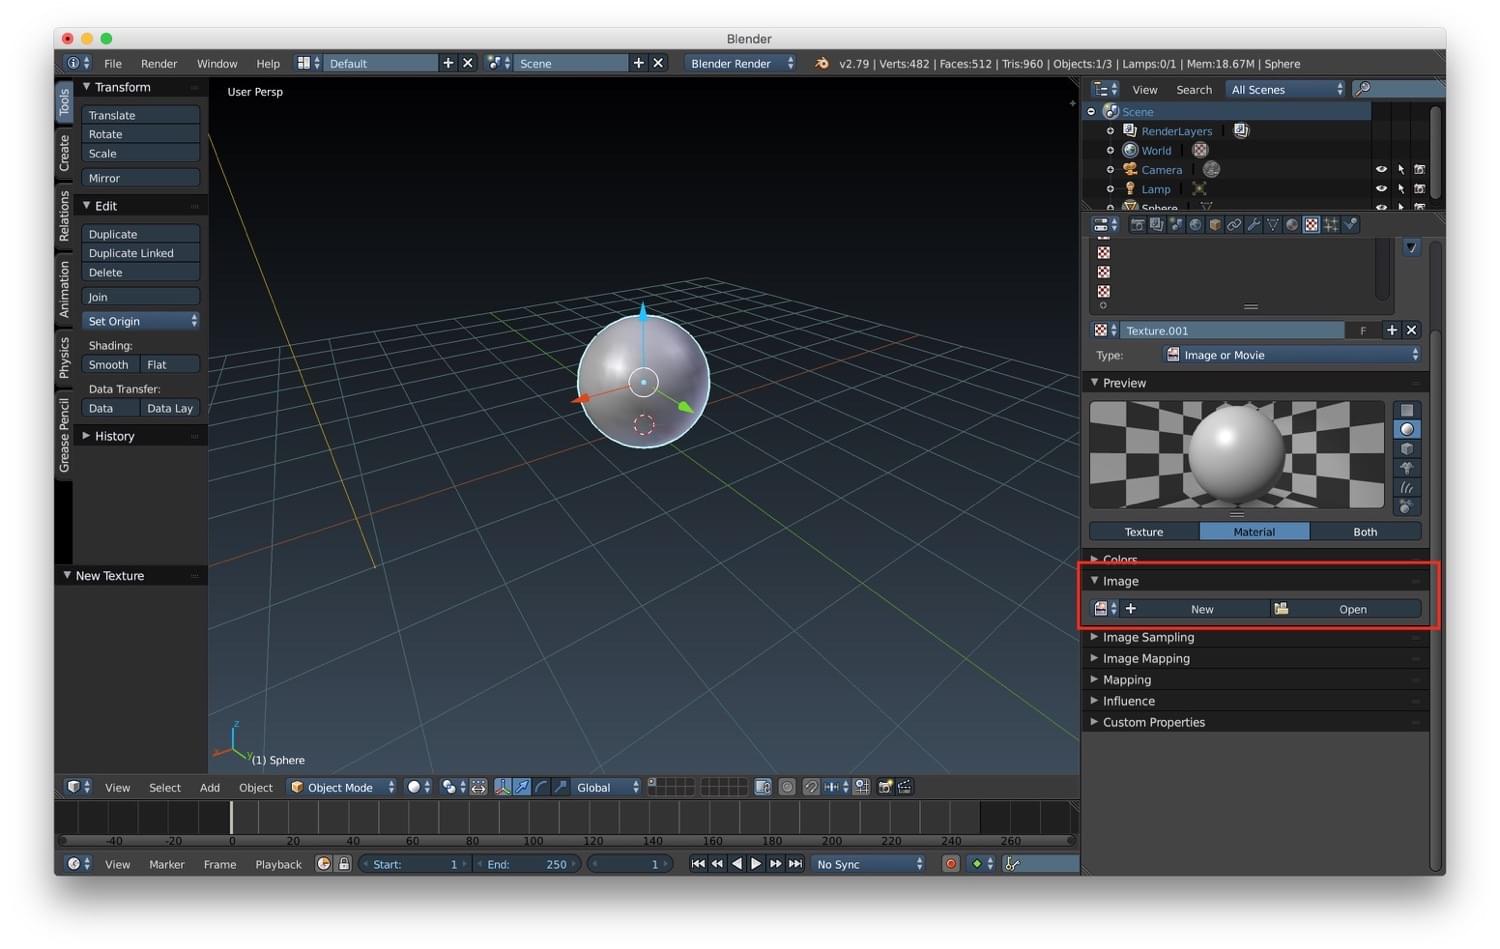 Blender
File Render Window Help Default Scene Blender Render v2.79 | Verts:482 | Faces:512 | Tris:960 | Objects:1/3 | Lamps:0/1 | Mem:18.67M | Sphere
Tools
Create
Relations
Animation
Physics
Grease Pencil
Transform
Translate
Rotate
Scale
Mirror
Edit
Duplicate
Duplicate Linked
Delete
Join
Set Origin
Shading:
Smooth Flat
Data Transfer:
Data Data Lay
History
New Texture
User Persp
z
x
y
(1) Sphere
View Select Add Object Object Mode Global
-40 -20 0 20 40 60 80 100 120 140 160 180 200 220 240 260
View Marker Frame Playback Start: 1 End: 250 1 No Sync
View Search All Scenes
Scene
RenderLayers |
World |
Camera |
Lamp |
Sphere
Texture.001 F
Type: Image or Movie
Preview
Texture Material Both
Colors
Image
New Open
Image Sampling
Image Mapping
Mapping
Influence
Custom Properties